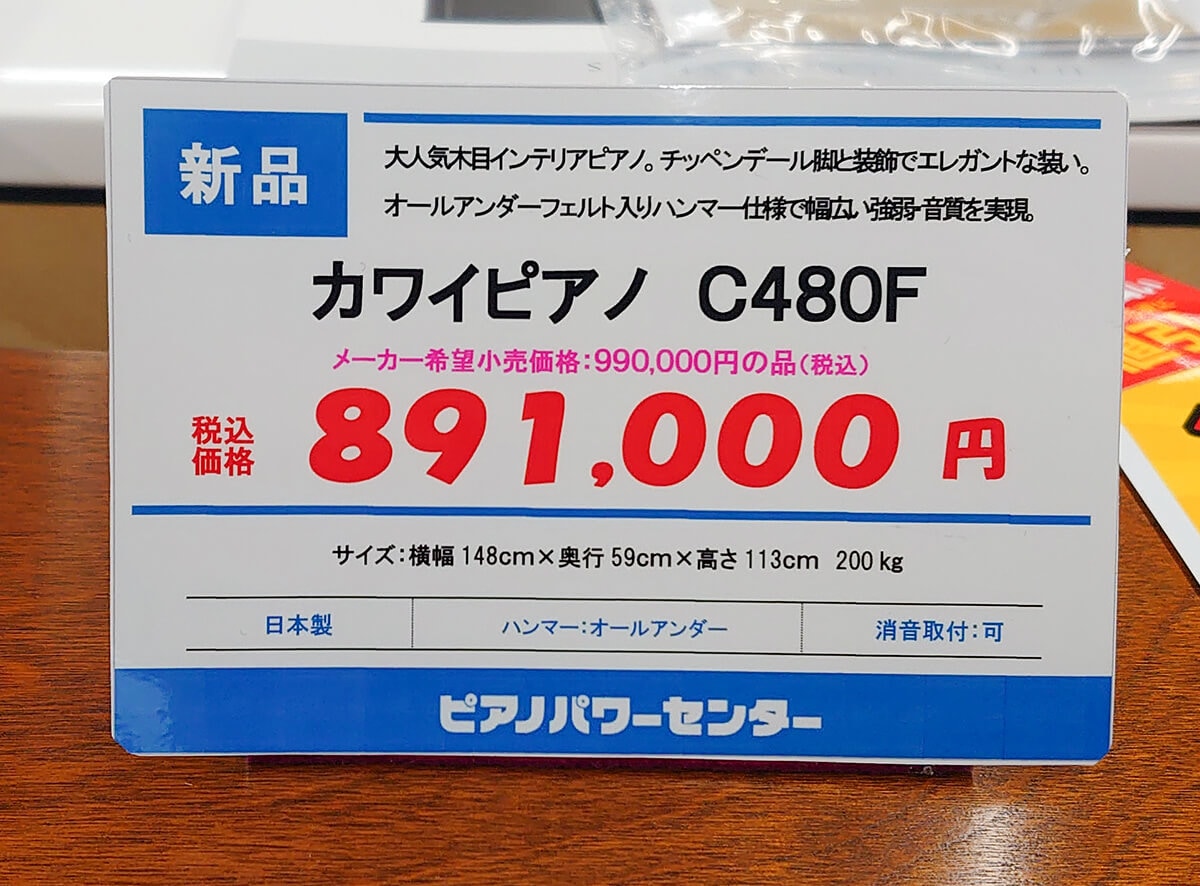 新品
大人気木目インテリアピアノ。チッペンデール脚と装飾でエレガントな装い。
オールアンダーフェルト入りハンマー仕様で幅広い強弱・音質を実現。
カワイピアノ C480F
メーカー希望小売価格：990,000円の品（税込）
税込
価格
891,000 円
サイズ：横幅 148cm×奥行 59cm×高さ 113cm 200 kg
日本製 ハンマー：オールアンダー 消音取付：可
ピアノパワーセンター